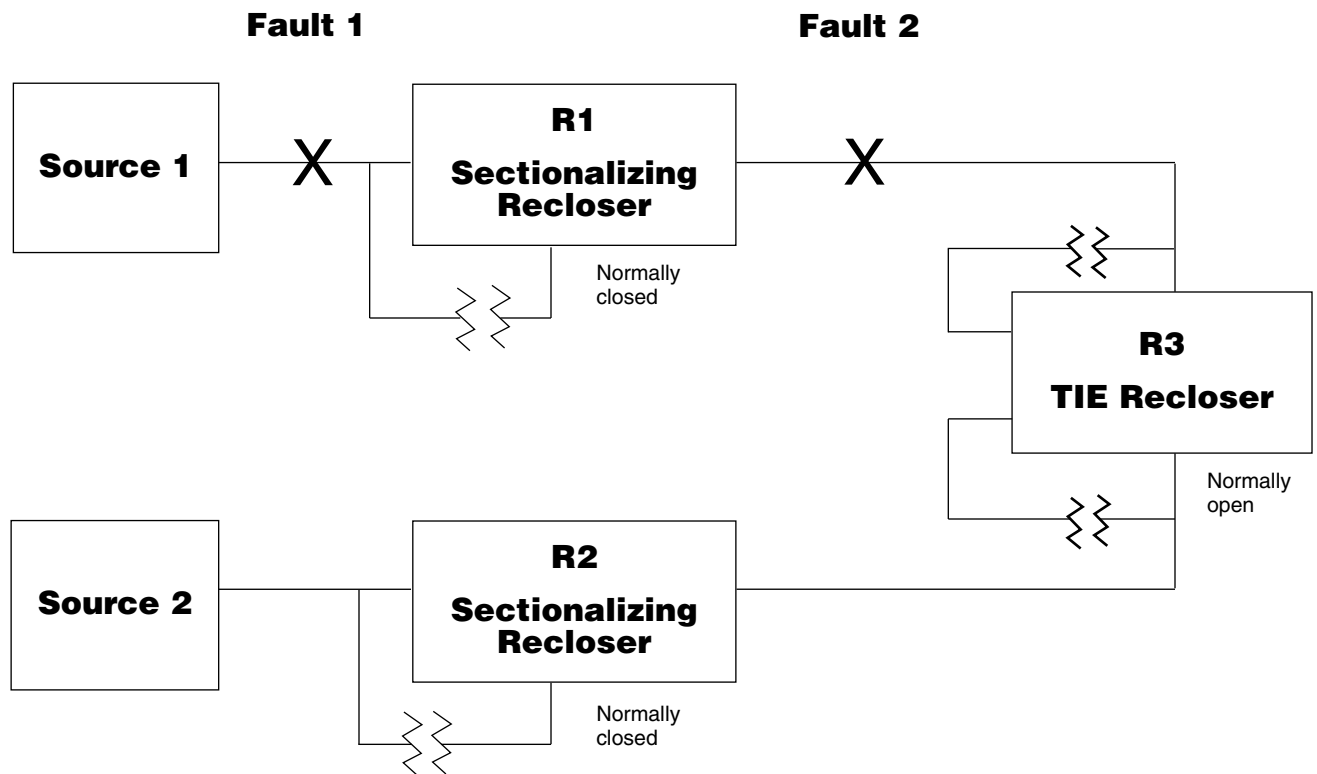 Fault 1
Fault 2
Source 1
R1
Sectionalizing
Recloser
Normally
closed
R3
TIE Recloser
Normally
open
Source 2
R2
Sectionalizing
Recloser
Normally
closed